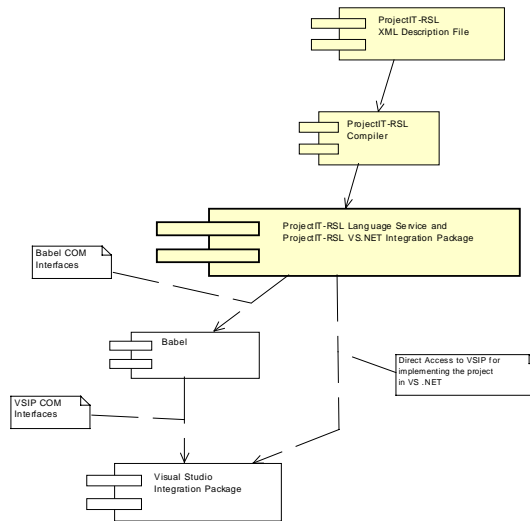 ProjectIT-RSL
XML Description File
ProjectIT-RSL
Compiler
ProjectIT-RSL Language Service and
ProjectIT-RSL VS.NET Integration Package
Babel COM
Interfaces
Babel
Direct Access to VSIP for
implementing the project
in VS .NET
VSIP COM
Interfaces
Visual Studio
Integration Package